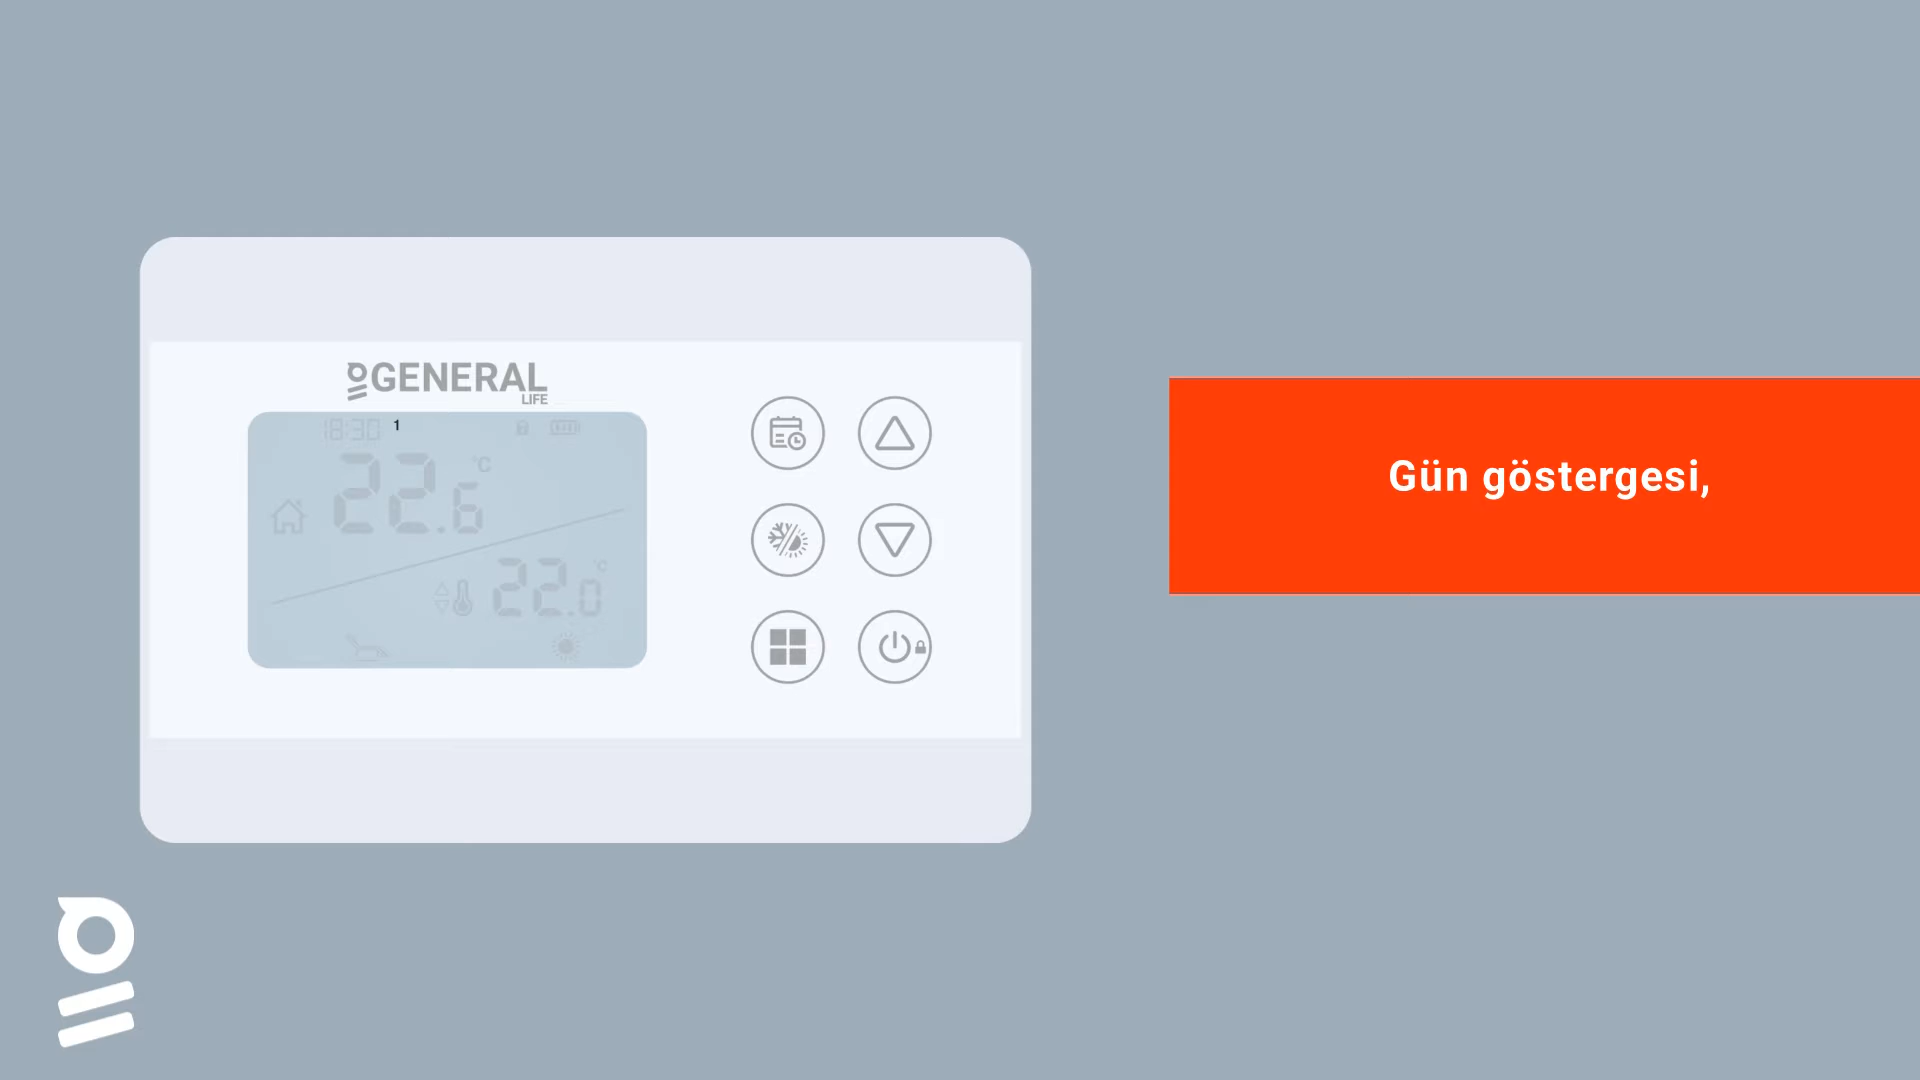 GENERAL
LIFE
18:30 1
22.6 °C
22.0 °C
Gün göstergesi,